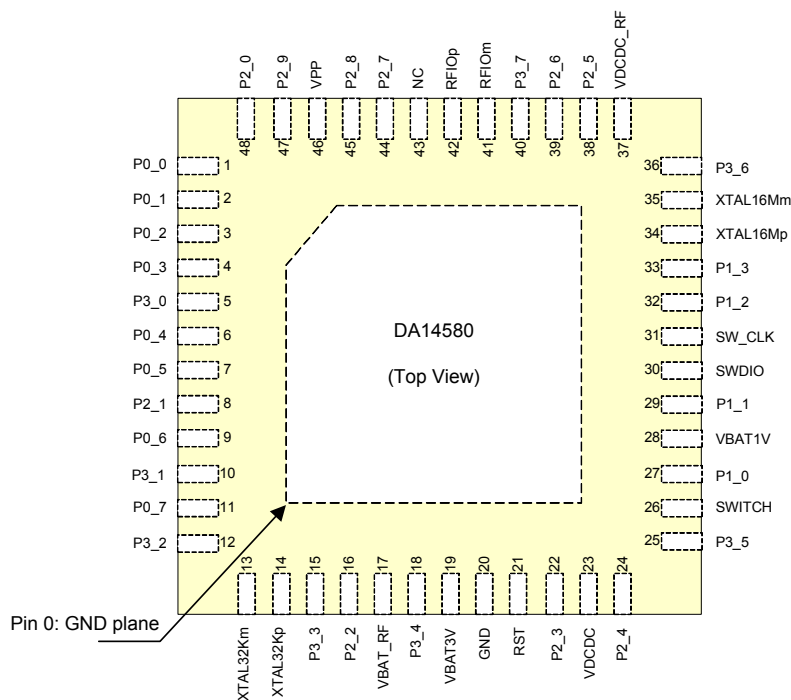 P2_0
P2_9
VPP
P2_8
P2_7
NC
RFIOp
RFIOm
P3_7
P2_6
P2_5
VDCDC_RF
48
47
46
45
44
43
42
41
40
39
38
37
P0_0 1
P0_1 2
P0_2 3
P0_3 4
P3_0 5
P0_4 6
P0_5 7
P2_1 8
P0_6 9
P3_1 10
P0_7 11
P3_2 12
36 P3_6
35 XTAL16Mm
34 XTAL16Mp
33 P1_3
32 P1_2
31 SW_CLK
30 SWDIO
29 P1_1
28 VBAT1V
27 P1_0
26 SWITCH
25 P3_5
DA14580
(Top View)
13
14
15
16
17
18
19
20
21
22
23
24
XTAL32Km
XTAL32Kp
P3_3
P2_2
VBAT_RF
P3_4
VBAT3V
GND
RST
P2_3
VDCDC
P2_4
Pin 0: GND plane